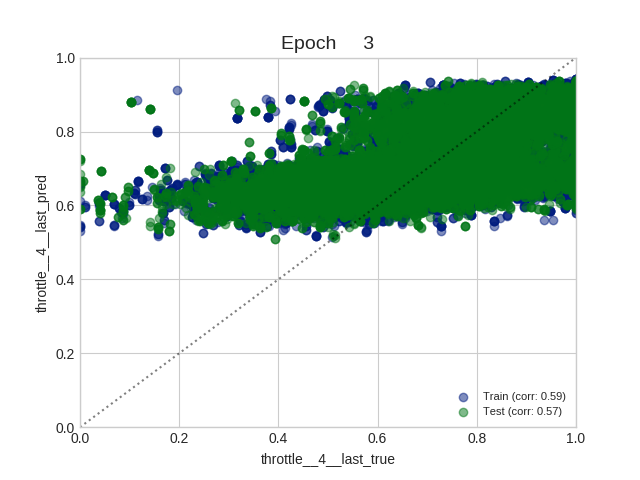 Epoch 3
1.0
0.8
0.6
0.4
0.2
0.0
throttle__4__last_pred
Train (corr: 0.59)
Test (corr: 0.57)
0.0 0.2 0.4 0.6 0.8 1.0
throttle__4__last_true